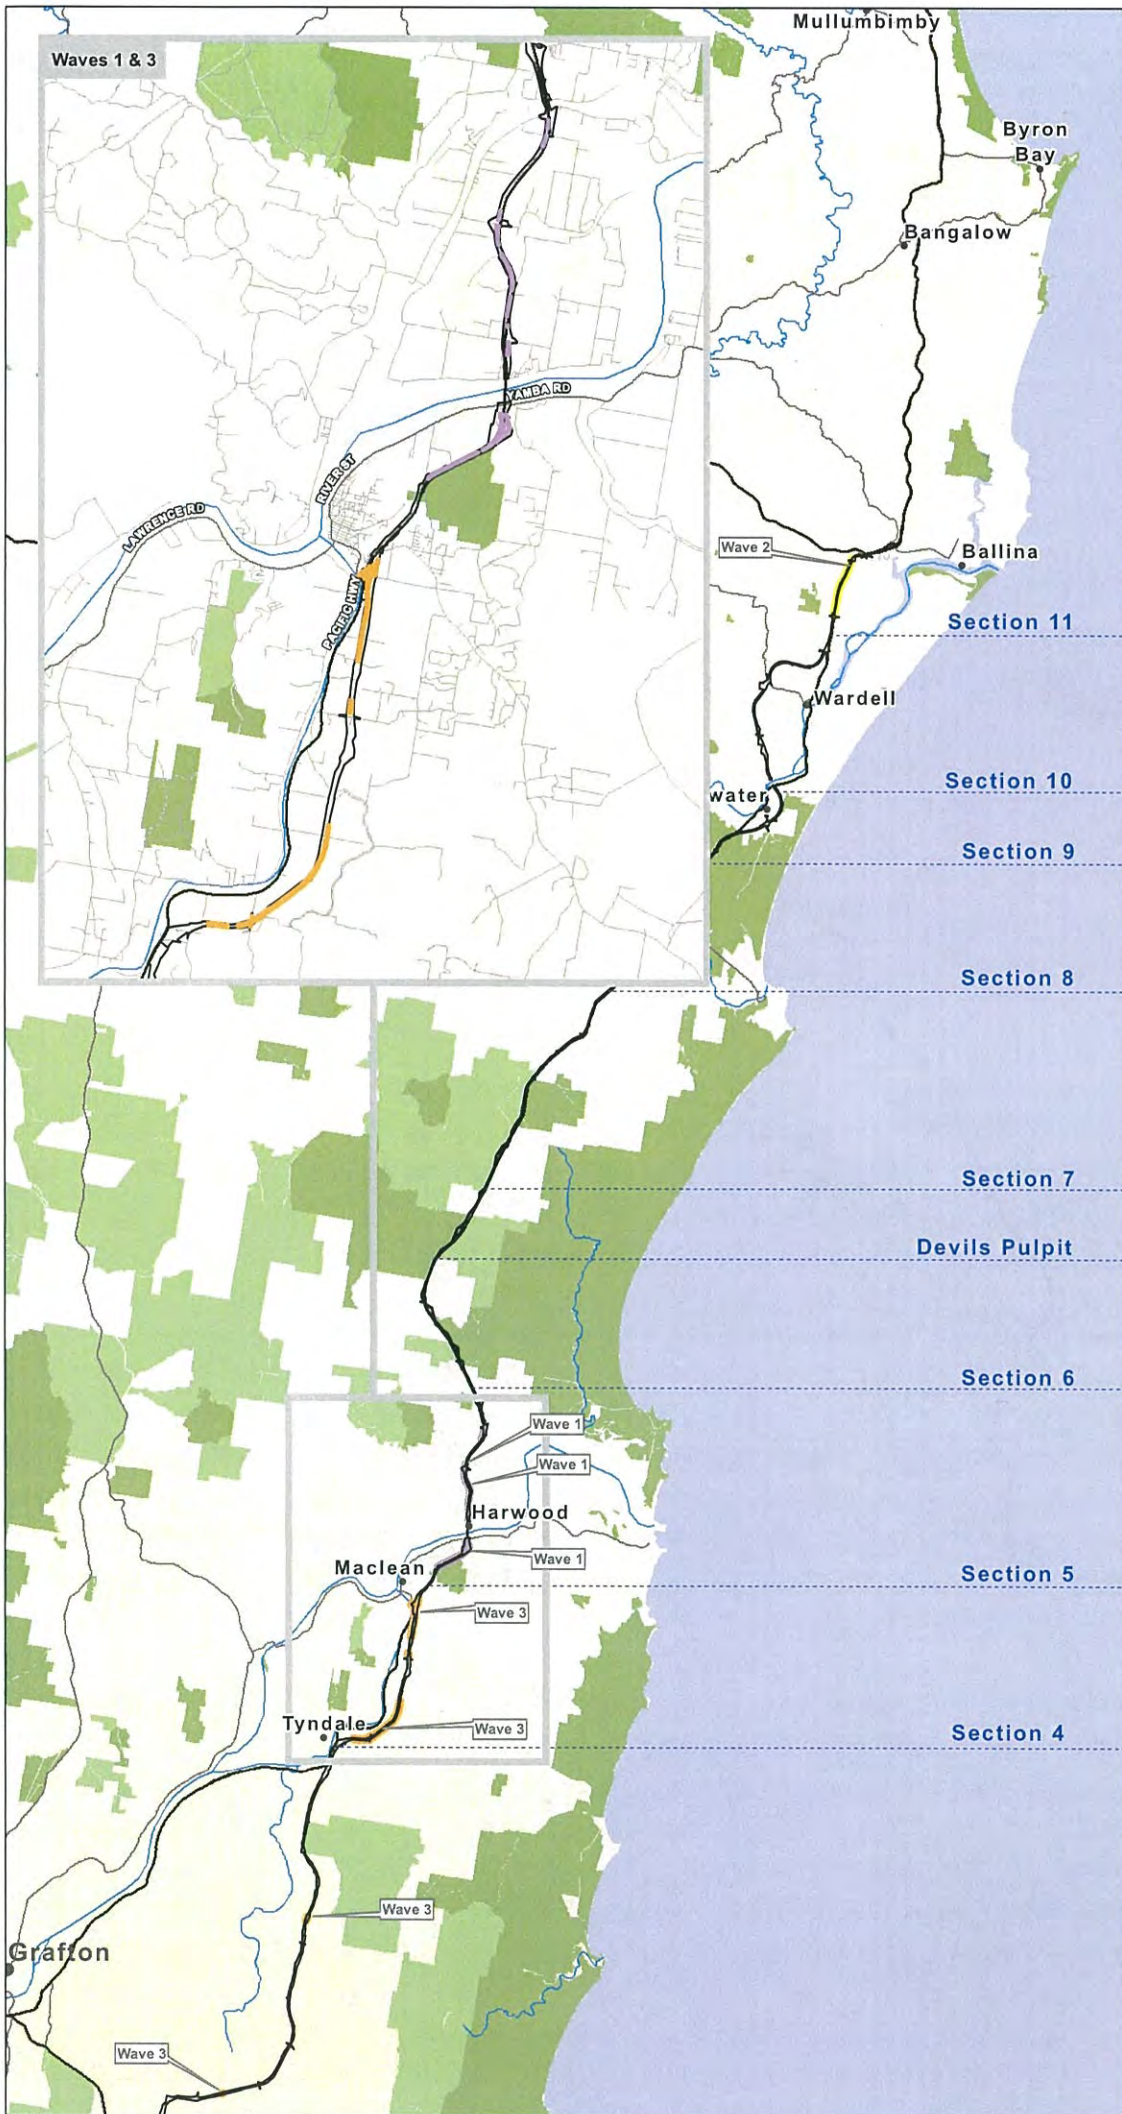 Mullumbimby
Waves 1 & 3
Byron
Bay
Bangalow
YAMBA RD
RIVER ST
LAWRENCE RD
Wave 2
Ballina
PACIFIC HWY
Section 11
Wardell
Section 10
water
Section 9
Section 8
Section 7
Devils Pulpit
Section 6
Wave 1
Wave 1
Harwood
Wave 1
Maclean
Section 5
Wave 3
Tyndale
Wave 3
Section 4
Wave 3
Grafton
Wave 3